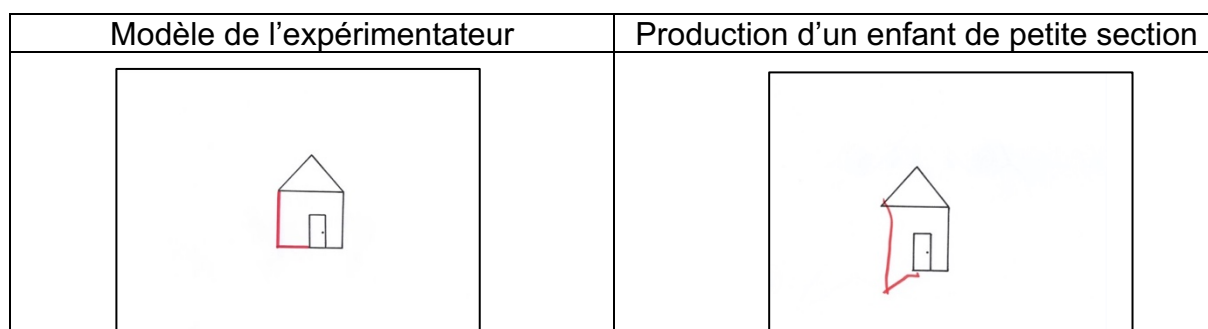 Modèle de l’expérimentateur
Production d’un enfant de petite section